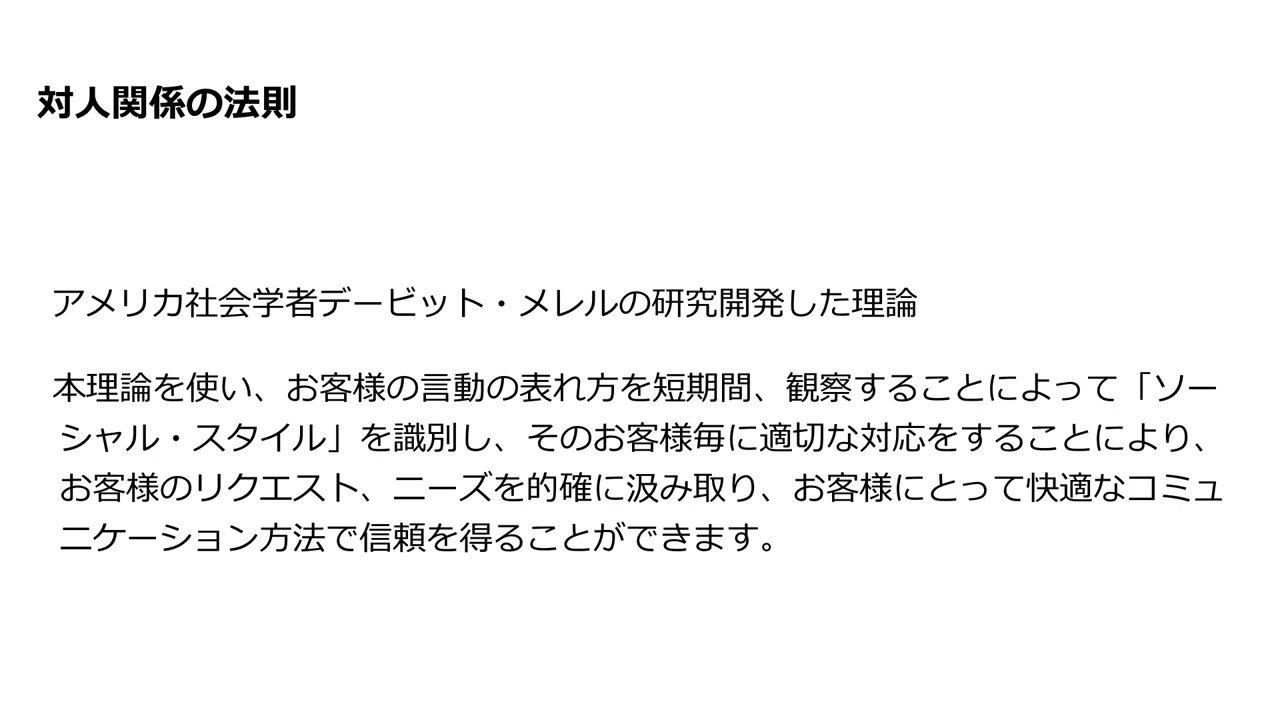 対人関係の法則
アメリカ社会学者デービット・メレルの研究開発した理論
本理論を使い、お客様の言動の表れ方を短期間、観察することによって「ソー
シャル・スタイル」を識別し、そのお客様毎に適切な対応をすることにより、
お客様のリクエスト、ニーズを的確に汲み取り、お客様にとって快適なコミュ
ニケーション方法で信頼を得ることができます。